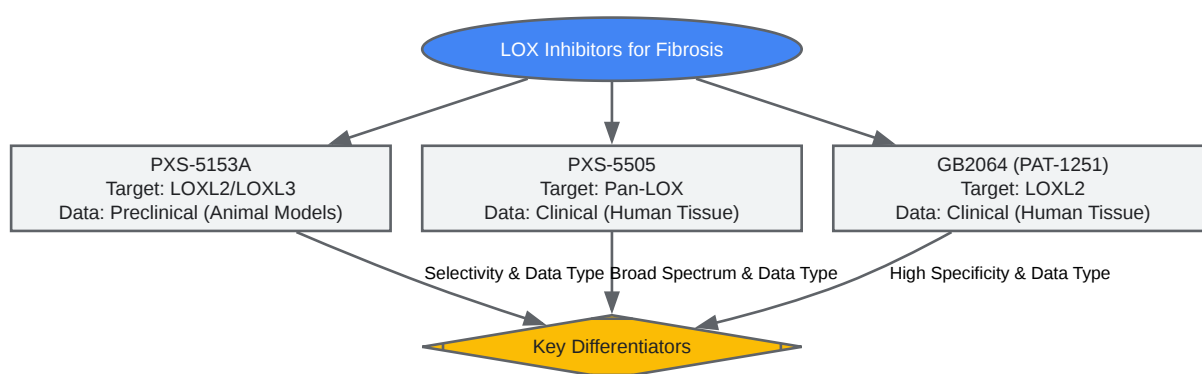 LOX Inhibitors for Fibrosis
PXS-5153A
Target: LOXL2/LOXL3
Data: Preclinical (Animal Models)
PXS-5505
Target: Pan-LOX
Data: Clinical (Human Tissue)
GB2064 (PAT-1251)
Target: LOXL2
Data: Clinical (Human Tissue)
Selectivity & Data Type
Broad Spectrum & Data Type
High Specificity & Data Type
Key Differentiators